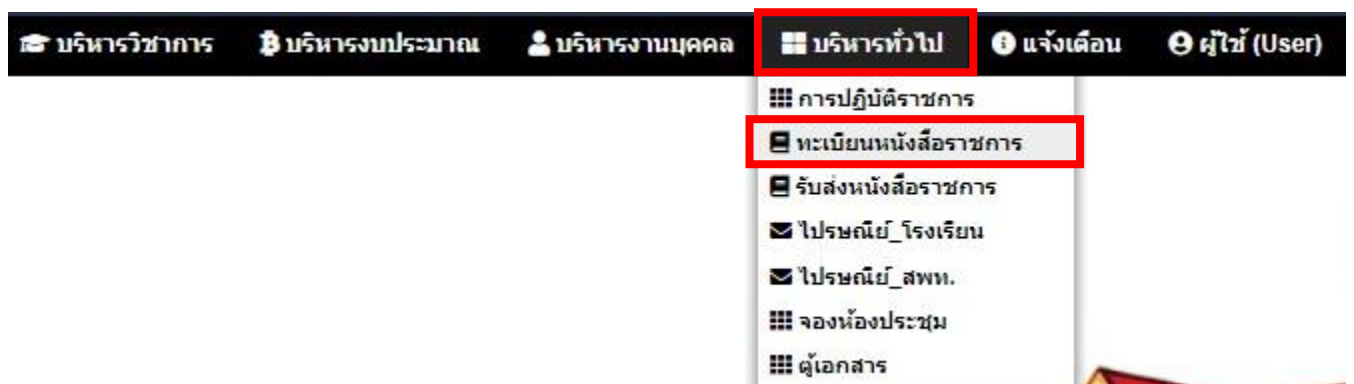 บริหารวิชาการ บริหารงบประมาณ บริหารงานบุคคล บริหารทั่วไป แจ้งเตือน ผู้ใช้ (User)
การปฏิบัติราชการ
ทะเบียนหนังสือราชการ
รับส่งหนังสือราชการ
ไปรษณีย์_โรงเรียน
ไปรษณีย์_สพท.
จองห้องประชุม
ตู้เอกสาร